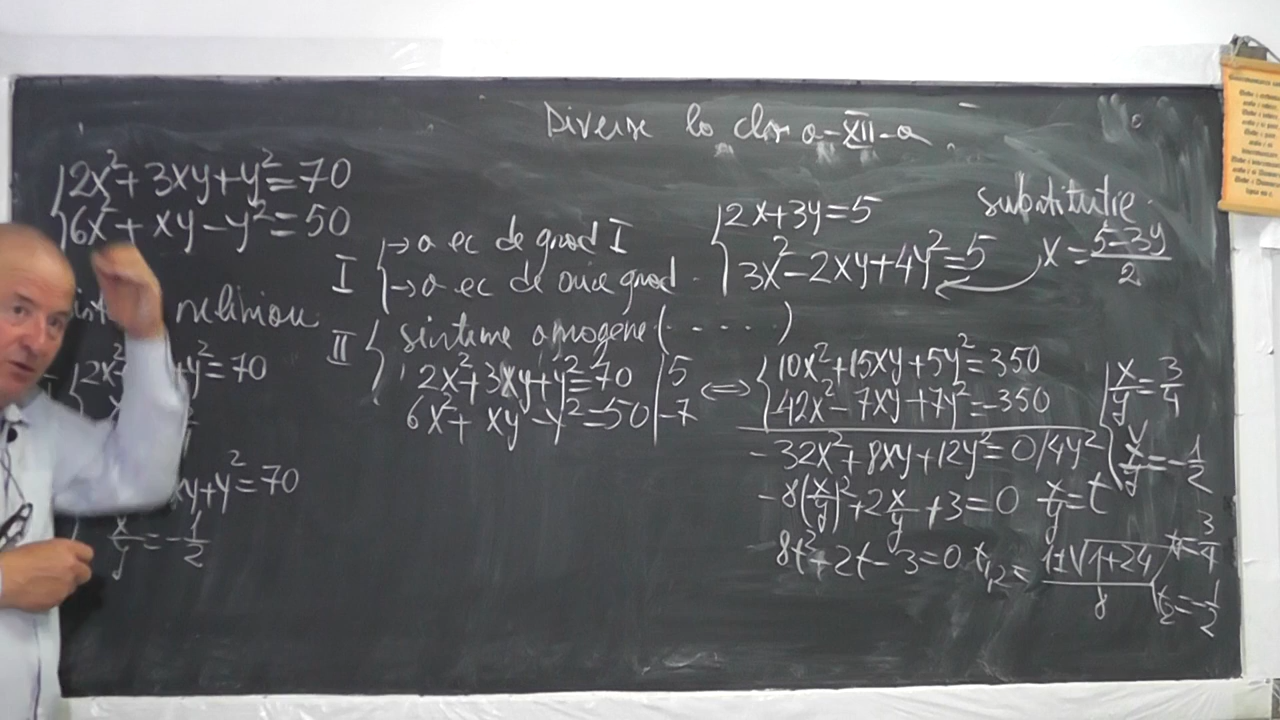 Diverse la clasa a-XII-a
2x²+3xy+y²=70
6x²+xy-y²=50
I →o ec de grad I
→o ec de orice grad
2x+3y=5
3x²-2xy+4y²=5
substitutie
x=(5-3y)/2
neliniare
2x² y²=70
xy+y²=70
x/y=-1/2
II sisteme omogene (.....)
2x²+3xy+y²=70 |5
6x²+xy-y²=50 |-7
⇔ 10x²+15xy+5y²=350
42x²-7xy+7y²=-350
-32x²+8xy+12y²=0/4y²
-8(x/y)²+2x/y+3=0 x/y=t
8t²+2t-3=0 t₁,₂=(1±√1+24)/8
t₁=3/4
t₂=-1/2
x/y=3/4
v
x/y=-1/2